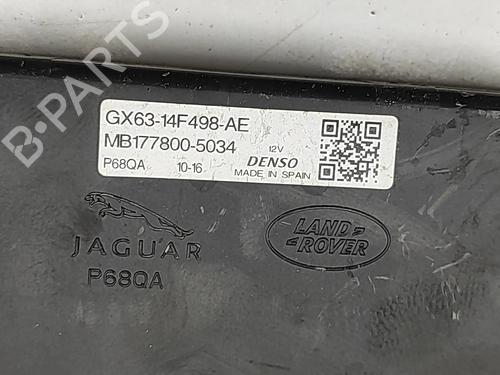 GX63-14F498-AE
MB177800-5034
12V
P68QA 10-16 DENSO
MADE IN SPAIN
JAGUAR
LAND
ROVER
P68QA
B-PARTS